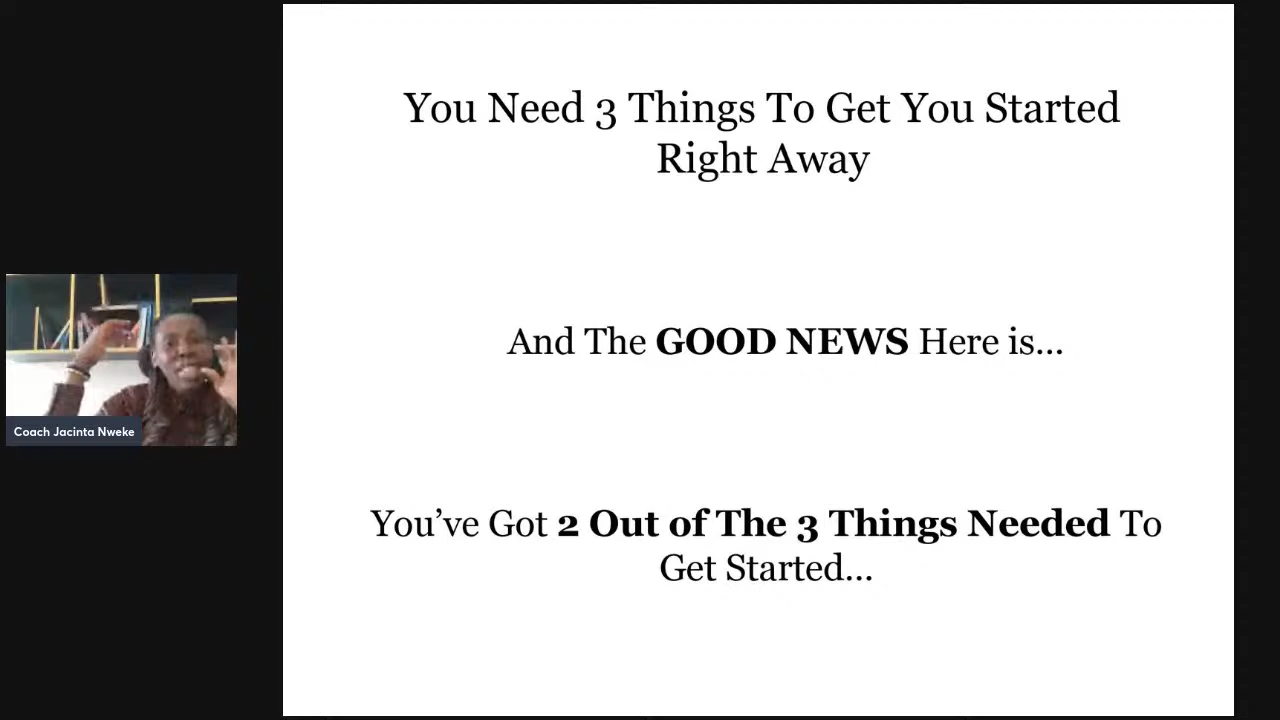 You Need 3 Things To Get You Started
Right Away
And The GOOD NEWS Here is...
Coach Jacinta Nweke
You’ve Got 2 Out of The 3 Things Needed To
Get Started...